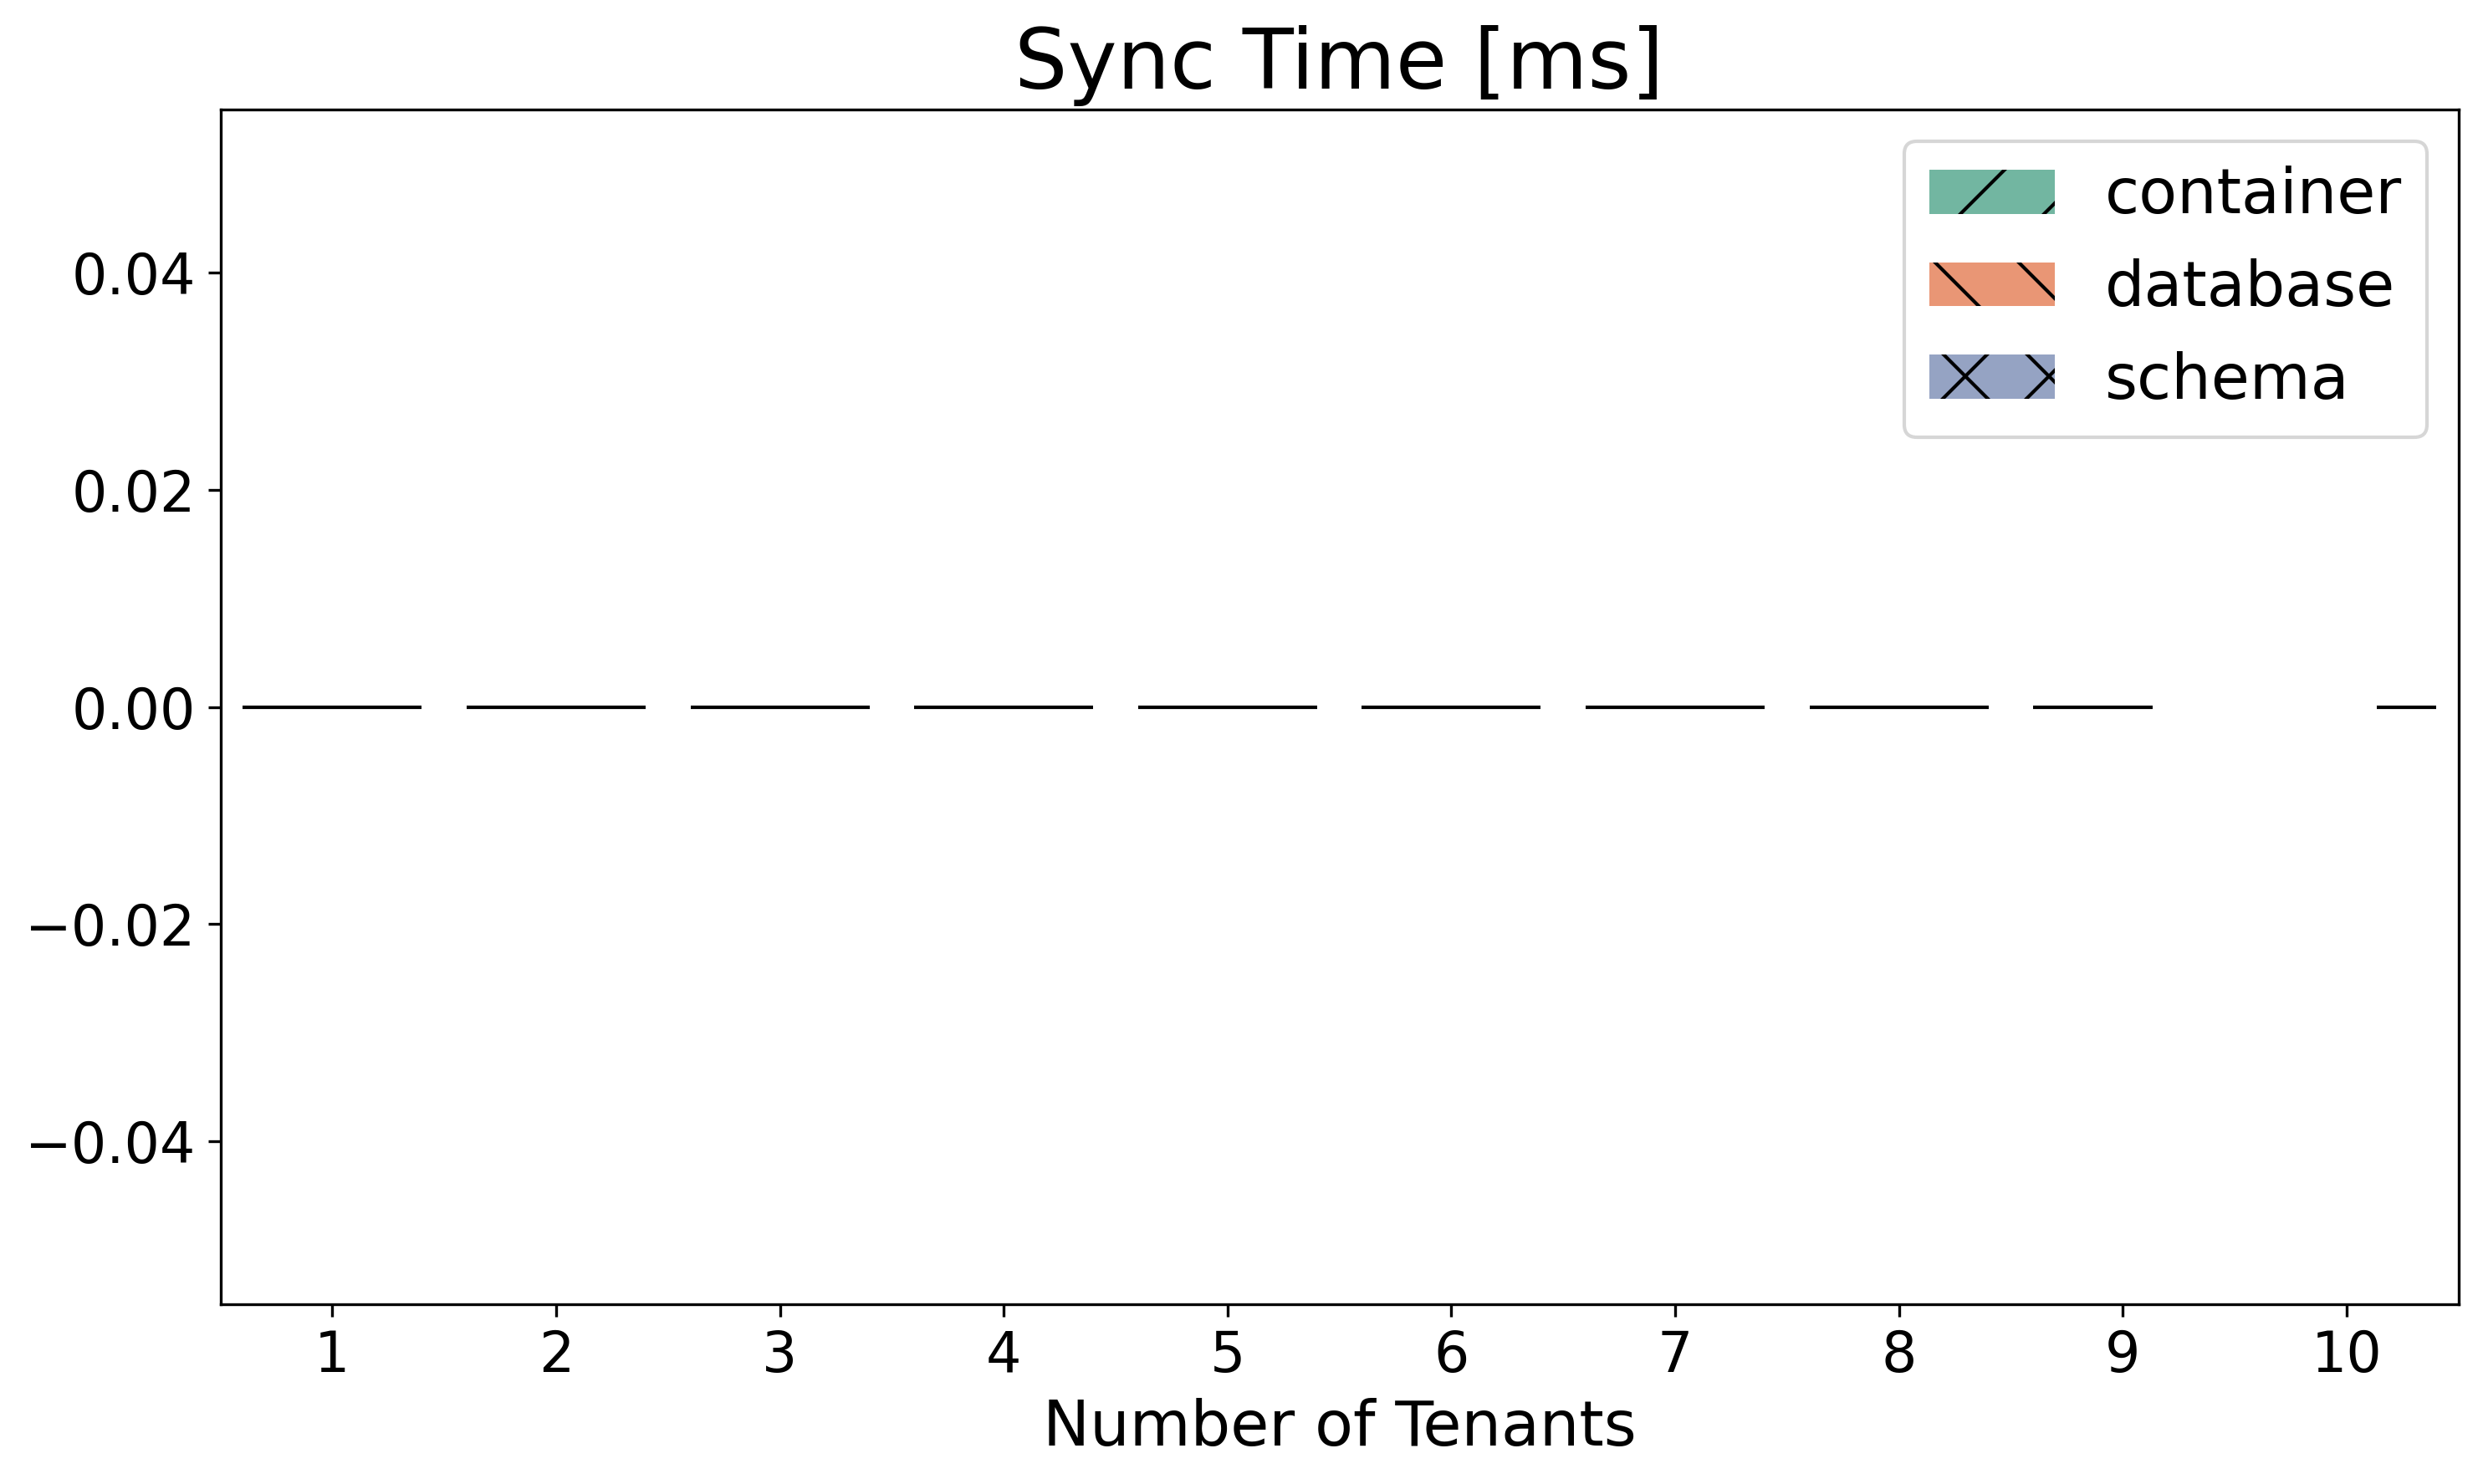 Sync Time [ms]
container
database
schema
0.04
0.02
0.00
−0.02
−0.04
1 2 3 4 5 6 7 8 9 10
Number of Tenants